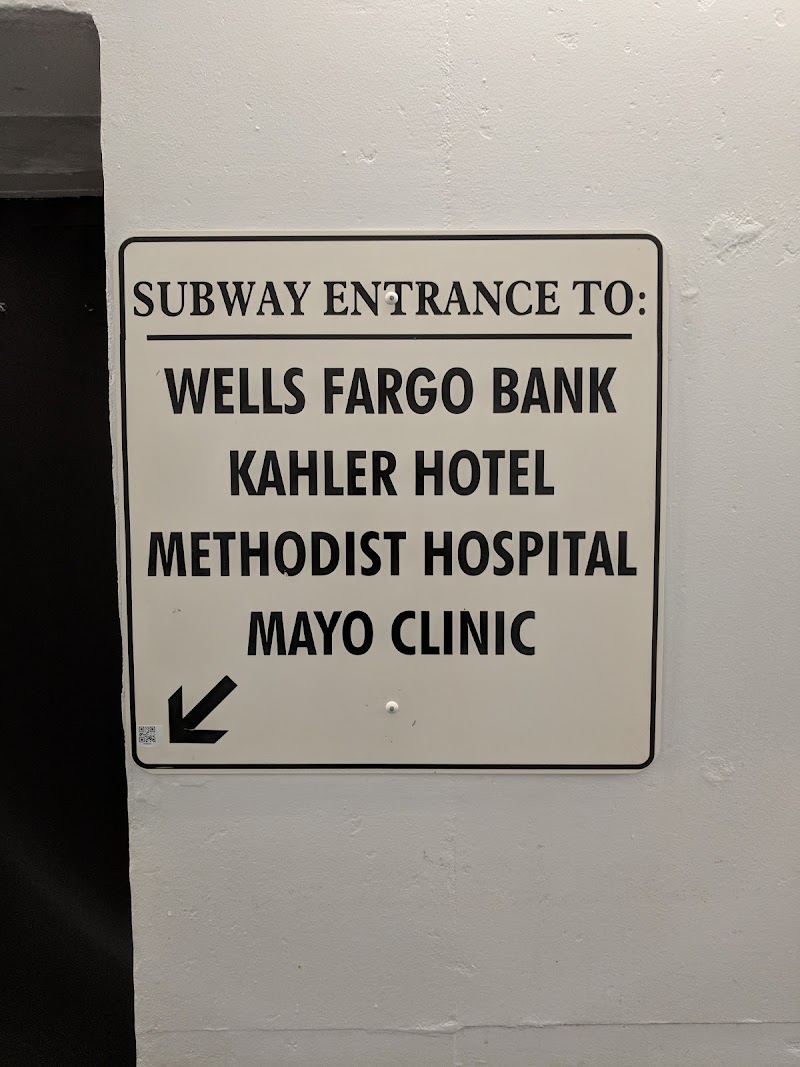 SUBWAY ENTRANCE TO:
WELLS FARGO BANK
KAHLER HOTEL
METHODIST HOSPITAL
MAYO CLINIC